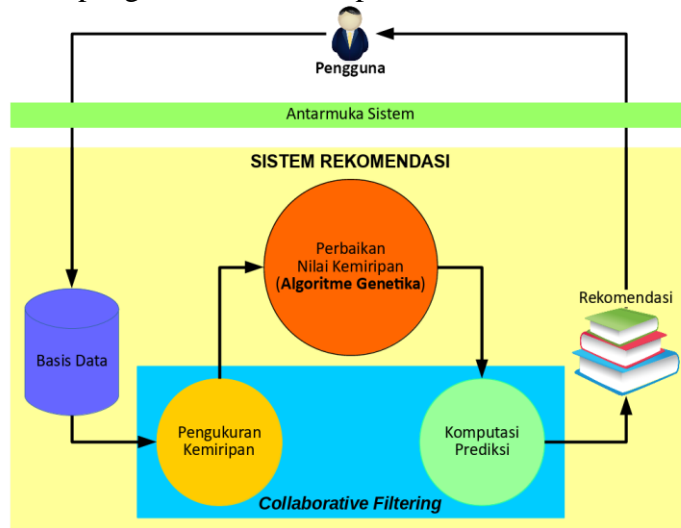 Pengguna
Antarmuka Sistem
SISTEM REKOMENDASI
Perbaikan
Nilai Kemiripan
(Algoritme Genetika)
Rekomendasi
Basis Data
Pengukuran
Kemiripan
Komputasi
Prediksi
Collaborative Filtering